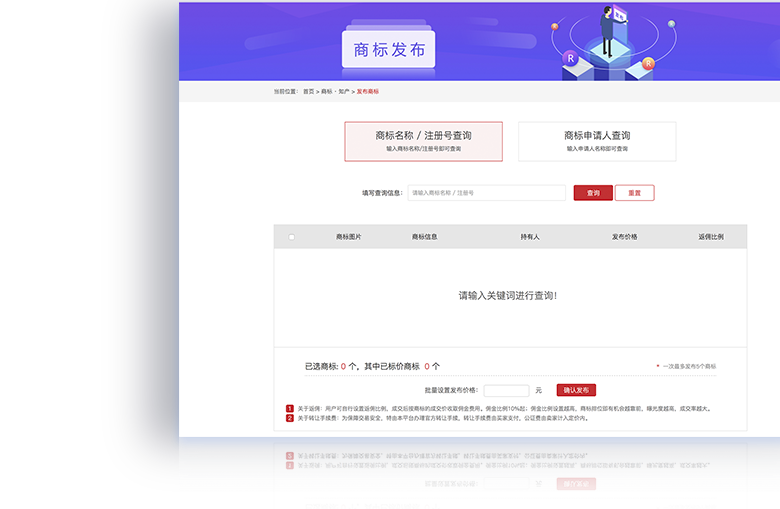 商标发布
R
R
当前位置： 首页 > 商标・知产 > 发布商标
商标名称 / 注册号查询
输入商标名称/注册号即可查询
商标申请人查询
输入申请人名称即可查询
填写查询信息： 请输入商标名称 / 注册号 查询 重置
商标图片 商标信息 持有人 发布价格 返佣比例
请输入关键词进行查询!
已选商标: 0 个，其中已标价商标 0 个
* 一次最多发布5个商标
批量设置发布价格： 元 确认发布
1 关于返佣：用户可自行设置返佣比例，成交后按商标的成交价收取佣金费用。佣金比例10%起；佣金比例设置越高，商标排位即有机会越靠前，曝光度越高，成交率越大。
2 关于转让手续费：为保障交易安全，将由本平台办理官方转让手续，转让手续费由买家支付，公证费由卖家计入定价内。